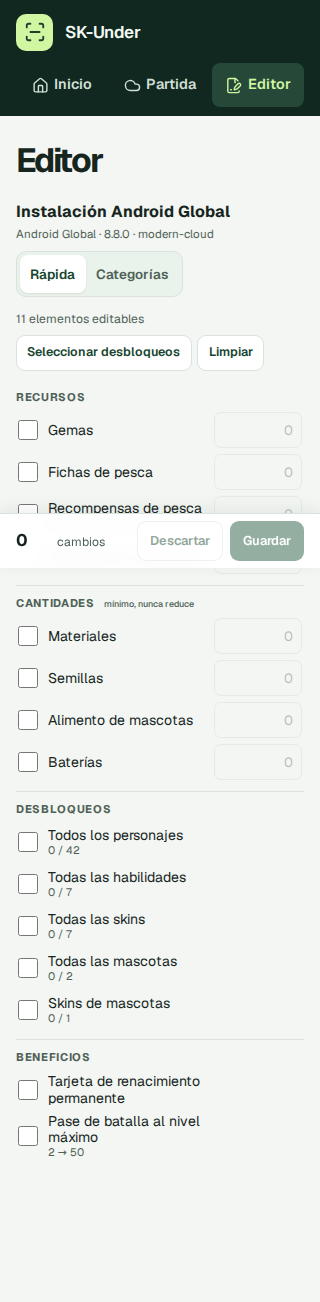 SK-Under
Inicio
Partida
Editor
Editor
Instalación Android Global
Android Global · 8.8.0 · modern-cloud
Rápida
Categorías
11 elementos editables
Seleccionar desbloqueos
Limpiar
RECURSOS
Gemas
0
Fichas de pesca
0
Recompensas de pesca
0 cambios
Descartar
Guardar
CANTIDADES mínimo, nunca reduce
Materiales
0
Semillas
0
Alimento de mascotas
0
Baterías
0
DESBLOQUEOS
Todos los personajes
0 / 42
Todas las habilidades
0 / 7
Todas las skins
0 / 7
Todas las mascotas
0 / 2
Skins de mascotas
0 / 1
BENEFICIOS
Tarjeta de renacimiento
permanente
Pase de batalla al nivel
máximo
2 → 50